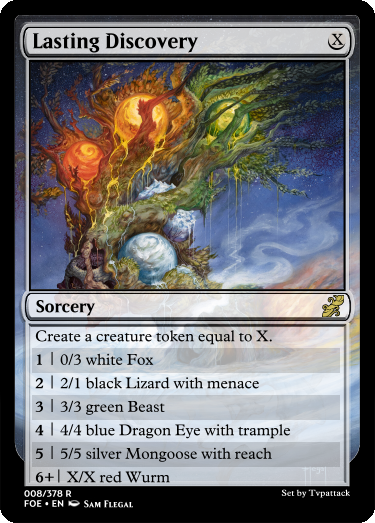 Lasting Discovery X
Sorcery
Create a creature token equal to X.
1 | 0/3 white Fox
2 | 2/1 black Lizard with menace
3 | 3/3 green Beast
4 | 4/4 blue Dragon Eye with trample
5 | 5/5 silver Mongoose with reach
6+| X/X red Wurm
008/378 R
FOE • EN Sam Flegal
Set by Tvpattack